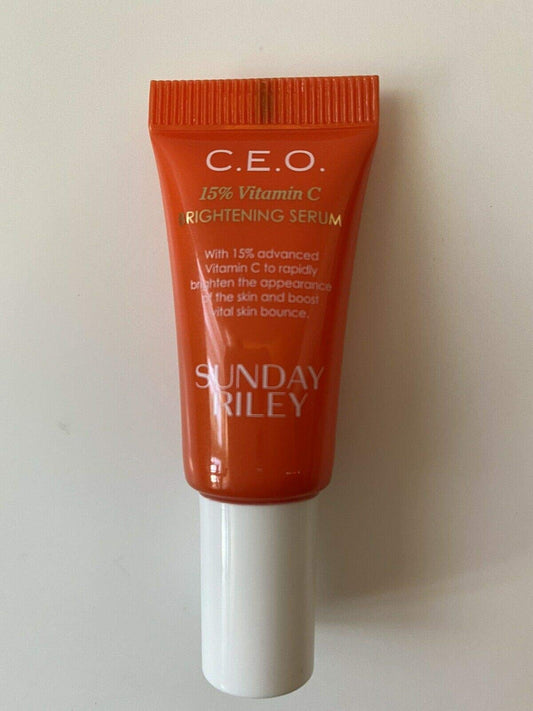 C.E.O.
15% Vitamin C
BRIGHTENING SERUM
With 15% advanced
Vitamin C to rapidly
brighten the appearance
of the skin and boost
vital skin bounce.
SUNDAY
RILEY